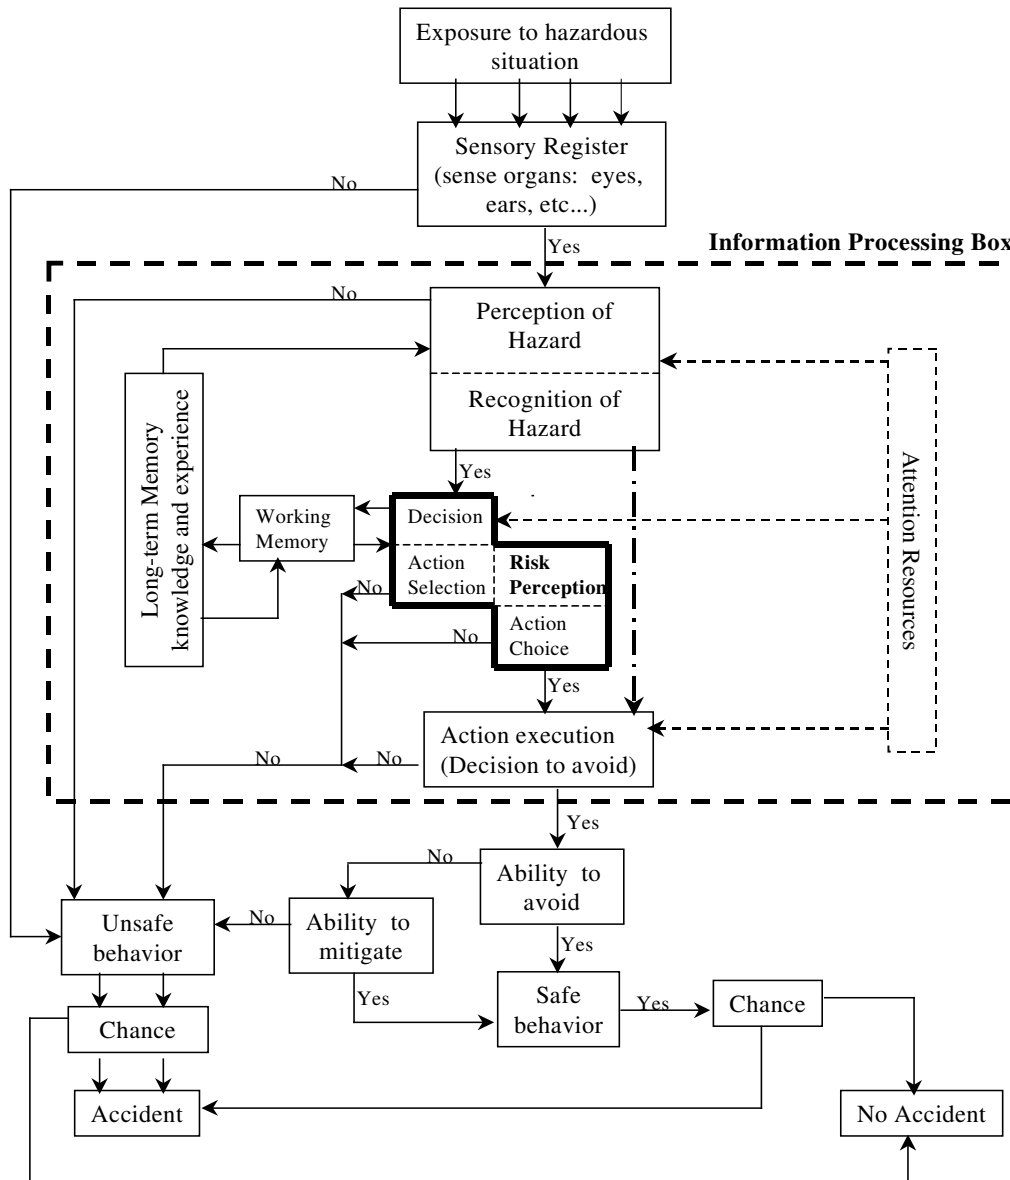 Exposure to hazardous
situation
Sensory Register
(sense organs: eyes,
ears, etc...)
No
Yes
Information Processing Box
No
Perception of
Hazard
Recognition of
Hazard
Long-term Memory
knowledge and experience
Attention Resources
Yes
Working
Memory
Decision
Action
Selection
Risk
Perception
No
Action
Choice
No
Yes
Action execution
(Decision to avoid)
No
No
Yes
No
Ability to
avoid
Unsafe
behavior
No
Ability to
mitigate
Yes
Yes
Safe
behavior
Yes
Chance
Chance
Accident
No Accident